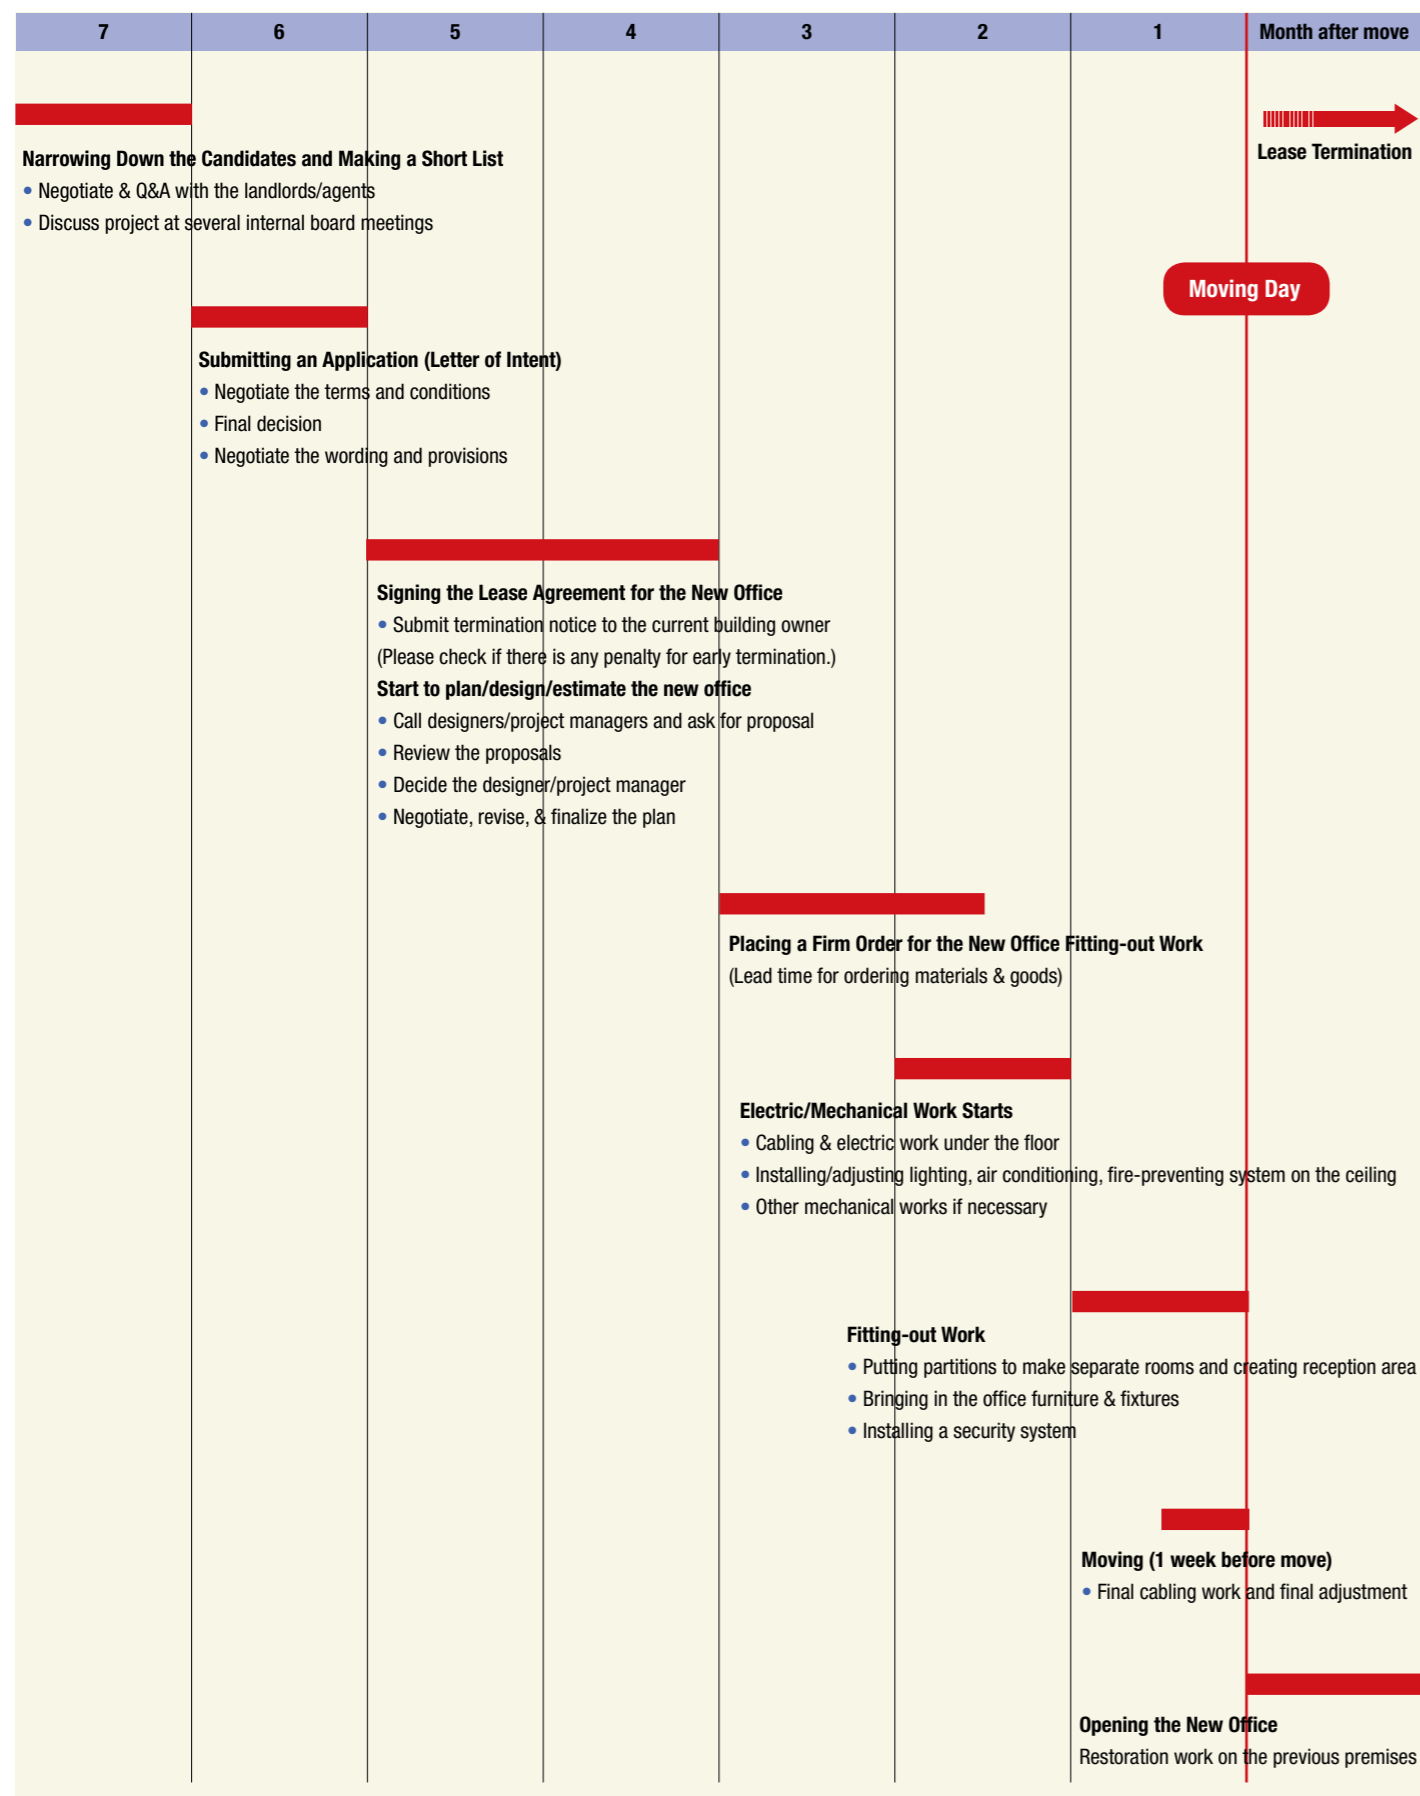 7 6 5 4 3 2 1 Month after move
Lease Termination
Narrowing Down the Candidates and Making a Short List
• Negotiate & Q&A with the landlords/agents
• Discuss project at several internal board meetings
Moving Day
Submitting an Application (Letter of Intent)
• Negotiate the terms and conditions
• Final decision
• Negotiate the wording and provisions
Signing the Lease Agreement for the New Office
• Submit termination notice to the current building owner
(Please check if there is any penalty for early termination.)
Start to plan/design/estimate the new office
• Call designers/project managers and ask for proposal
• Review the proposals
• Decide the designer/project manager
• Negotiate, revise, & finalize the plan
Placing a Firm Order for the New Office Fitting-out Work
(Lead time for ordering materials & goods)
Electric/Mechanical Work Starts
• Cabling & electric work under the floor
• Installing/adjusting lighting, air conditioning, fire-preventing system on the ceiling
• Other mechanical works if necessary
Fitting-out Work
• Putting partitions to make separate rooms and creating reception area
• Bringing in the office furniture & fixtures
• Installing a security system
Moving (1 week before move)
• Final cabling work and final adjustment
Opening the New Office
Restoration work on the previous premises